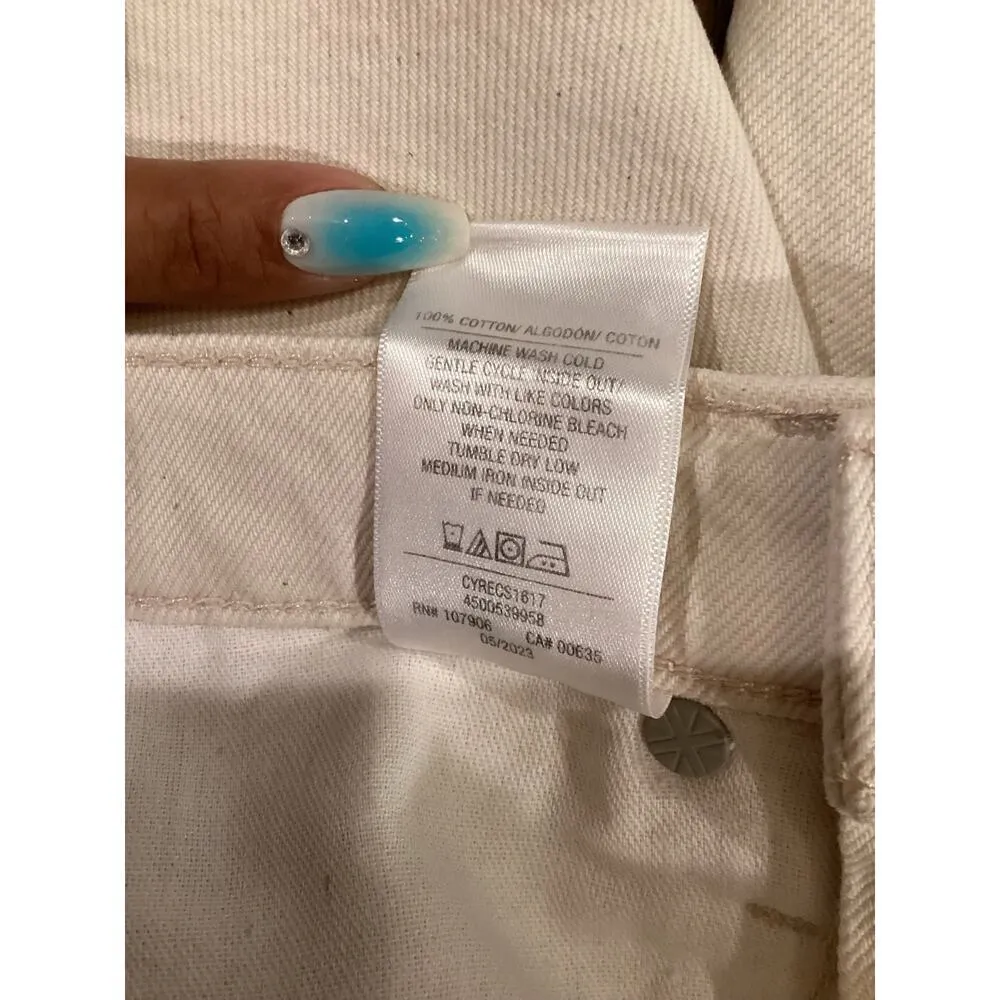 100% COTTON/ ALGODÓN/ COTON
MACHINE WASH COLD
GENTLE CYCLE INSIDE OUT/
WASH WITH LIKE COLORS
ONLY NON-CHLORINE BLEACH
WHEN NEEDED
TUMBLE DRY LOW
MEDIUM IRON INSIDE OUT
IF NEEDED
CYRECS1617
4500539958
RN# 107906 CA# 00635
05/2023